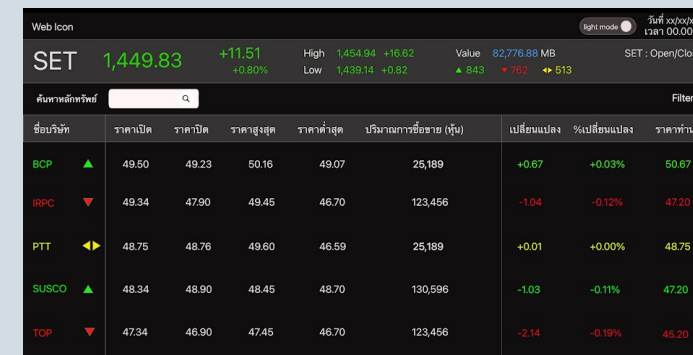 Web Icon light mode วันที่ xx/xx/x
เวลา 00.00
SET 1,449.83 +11.51 +0.80% High 1,454.94 +16.62 Value 82,776.88 MB SET : Open/Clo
Low 1,439.14 +0.82 ▲ 843 ▼ 762 ◀▶ 513
ค้นหาหลักทรัพย์ Filter
ชื่อบริษัท ราคาเปิด ราคาปิด ราคาสูงสุด ราคาต่ำสุด ปริมาณการซื้อขาย (หุ้น) เปลี่ยนแปลง %เปลี่ยนแปลง ราคาท่าน
BCP ▲ 49.50 49.23 50.16 49.07 25,189 +0.67 +0.03% 50.67
IRPC ▼ 49.34 47.90 49.45 46.70 123,456 -1.04 -0.12% 47.20
PTT ◀▶ 48.75 48.76 49.60 46.59 25,189 +0.01 +0.00% 48.75
SUSCO ▲ 48.34 48.90 48.45 48.70 130,596 -1.03 -0.11% 47.20
TOP ▼ 47.34 46.90 47.45 46.70 123,456 -2.14 -0.19% 45.20